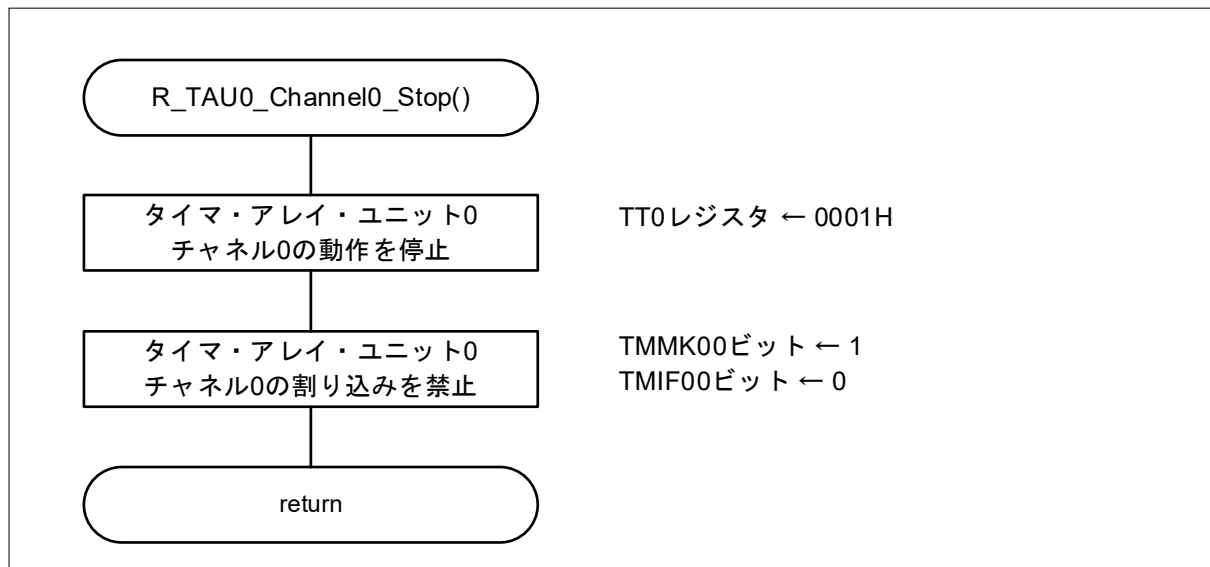 R_TAU0_Channel0_Stop()
タイマ・アレイ・ユニット0
チャネル0の動作を停止
TT0レジスタ ← 0001H
タイマ・アレイ・ユニット0
チャネル0の割り込みを禁止
TMMK00ビット ← 1
TMIF00ビット ← 0
return